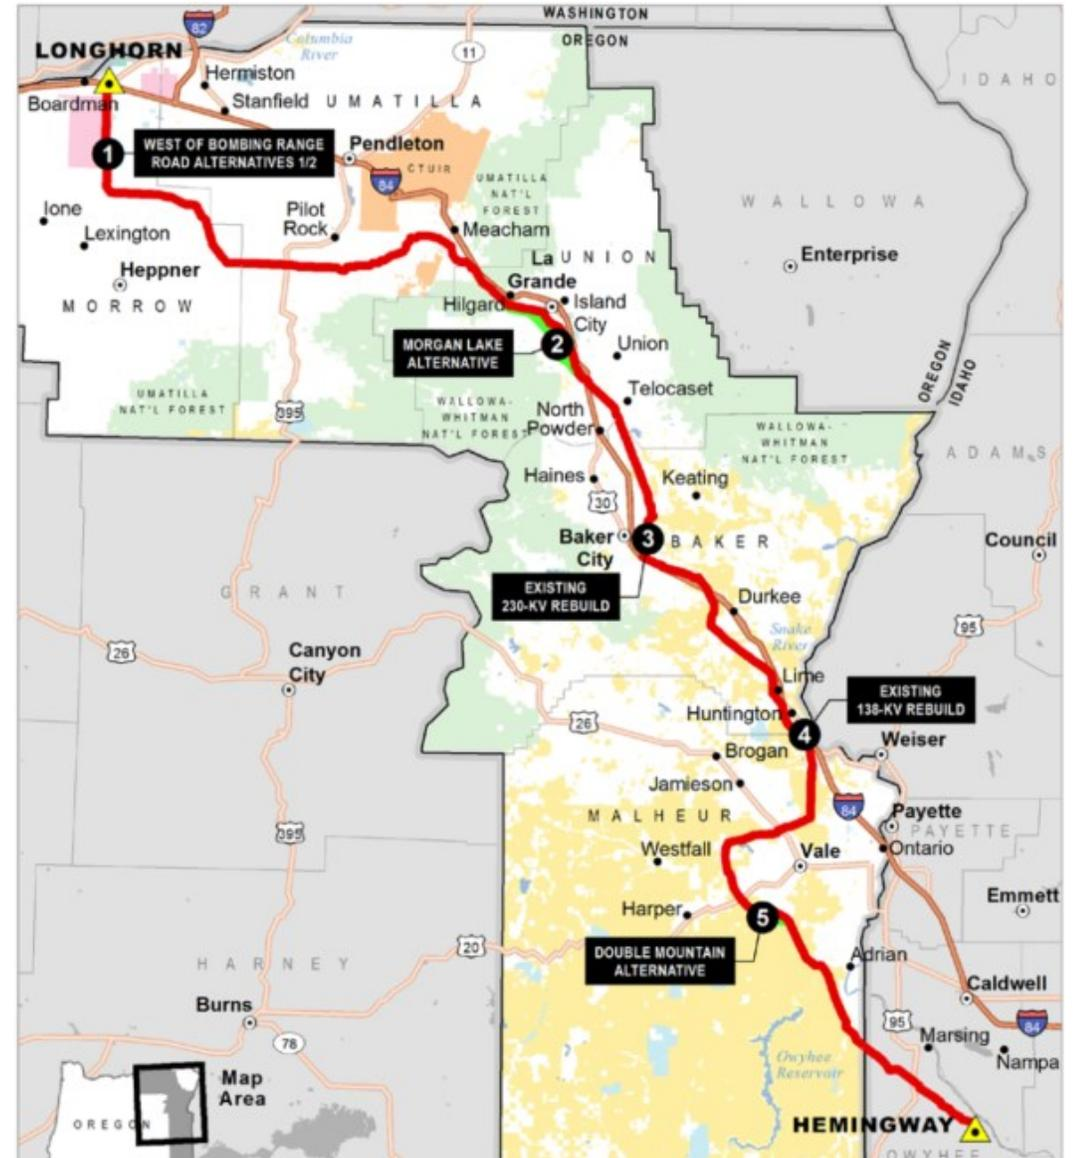 WASHINGTON
OREGON
82
LONGHORN
Columbia
River
11
IDAHO
Hermiston
Boardman
Stanfield
UMATILLA
1
WEST OF BOMBING RANGE
ROAD ALTERNATIVES 1/2
Pendleton
CTUIR
84
UMATILLA
NAT'L
FOREST
WALLOWA
Ione
Lexington
Pilot
Rock
Meacham
Enterprise
Heppner
MORROW
La
Grande
UNION
Hilgard
Island
City
MORGAN LAKE
ALTERNATIVE
2
Union
OREGON
IDAHO
Telocaset
UMATILLA
NAT'L FOREST
395
WALLOWA-
WHITMAN
NAT'L FOREST
North
Powder
WALLOWA-
WHITMAN
NAT'L FOREST
ADAMS
Haines
Keating
30
Baker
City
3
BAKER
Council
EXISTING
230-KV REBUILD
GRANT
Durkee
Snake
River
95
26
Canyon
City
Lime
EXISTING
138-KV REBUILD
Huntington
26
4
Weiser
Brogan
Jamieson
84
MALHEUR
Payette
PAYETTE
395
Westfall
Vale
Ontario
Emmett
Harper
5
20
DOUBLE MOUNTAIN
ALTERNATIVE
Adrian
HARNEY
Caldwell
Burns
95
84
78
Marsing
Nampa
Owyhee
Reservoir
Map
Area
OREGON
HEMINGWAY
OWYHEE